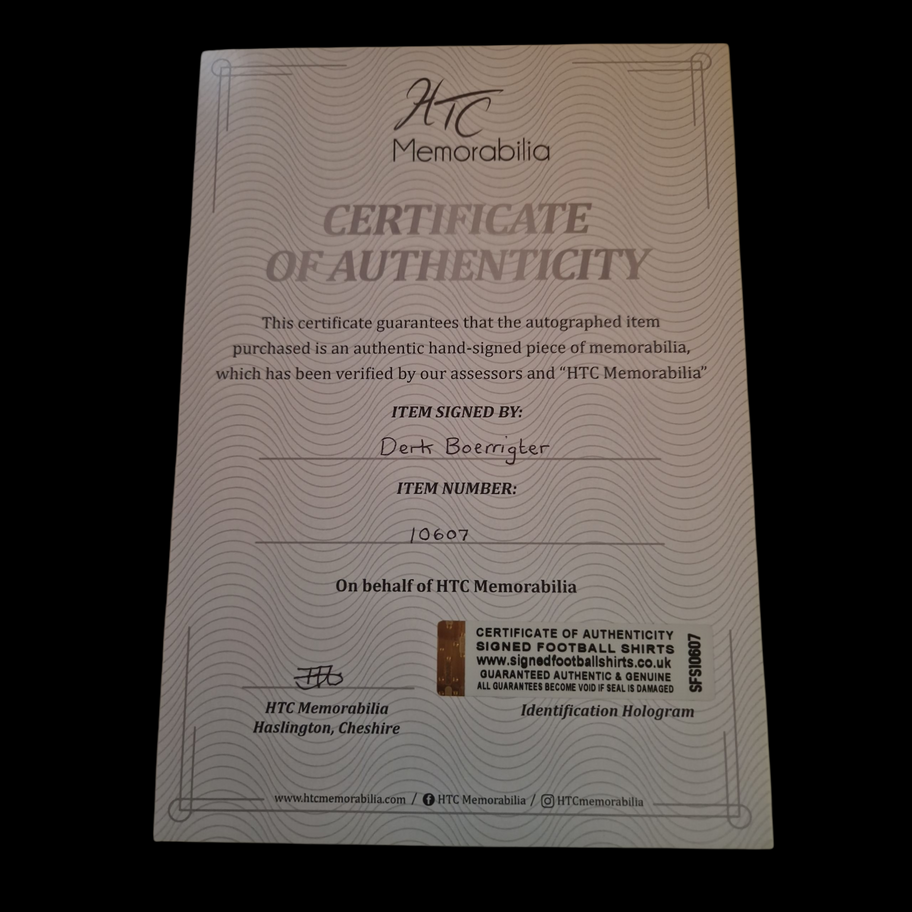 HTC
Memorabilia
CERTIFICATE
OF AUTHENTICITY
This certificate guarantees that the autographed item
purchased is an authentic hand-signed piece of memorabilia,
which has been verified by our assessors and “HTC Memorabilia”
ITEM SIGNED BY:
Derk Boerrigter
ITEM NUMBER:
10607
On behalf of HTC Memorabilia
CERTIFICATE OF AUTHENTICITY
SIGNED FOOTBALL SHIRTS
www.signedfootballshirts.co.uk
GUARANTEED AUTHENTIC & GENUINE
ALL GUARANTEES BECOME VOID IF SEAL IS DAMAGED
SFS10607
HTC
HTC Memorabilia
Haslington, Cheshire
Identification Hologram
www.htcmemorabilia.com / HTC Memorabilia / HTCmemorabilia